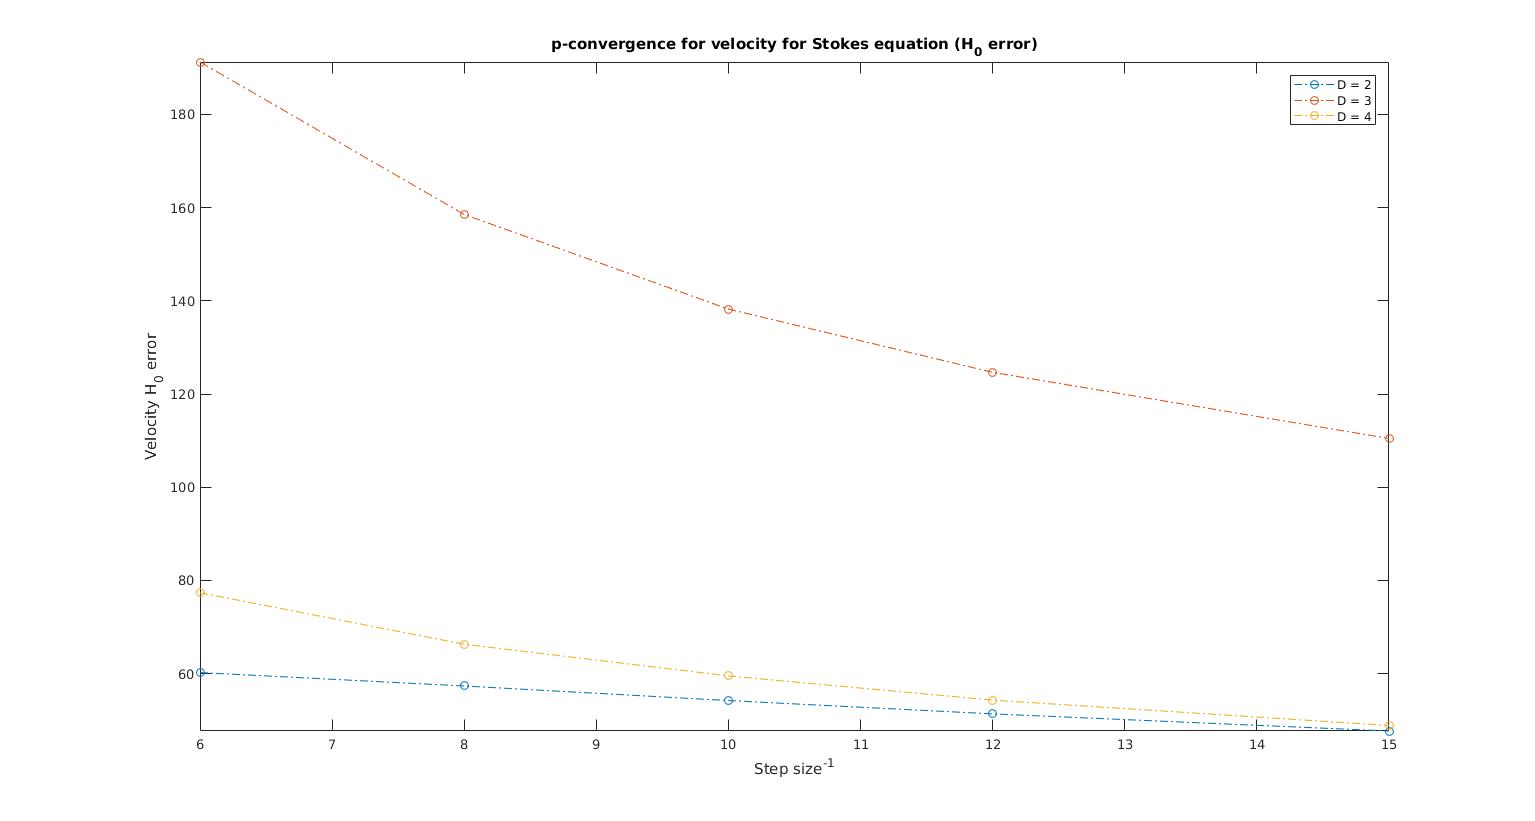 p-convergence for velocity for Stokes equation (H0 error)
D = 2
D = 3
D = 4
180
160
140
120
100
80
60
Velocity H0 error
6 7 8 9 10 11 12 13 14 15
Step size-1